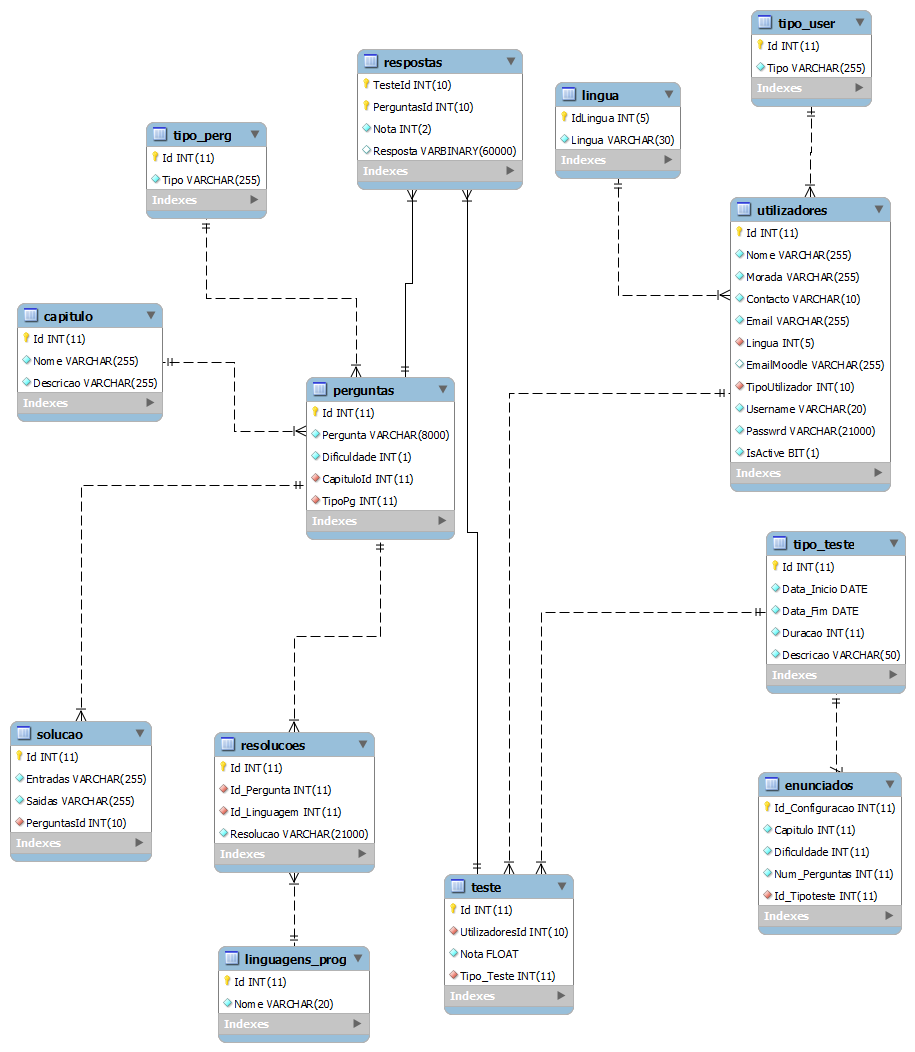 tipo_user
Id INT(11)
Tipo VARCHAR(255)
Indexes
respostas
TesteId INT(10)
PerguntasId INT(10)
Nota INT(2)
Resposta VARBINARY(60000)
Indexes
lingua
IdLingua INT(5)
Lingua VARCHAR(30)
Indexes
tipo_perg
Id INT(11)
Tipo VARCHAR(255)
Indexes
utilizadores
Id INT(11)
Nome VARCHAR(255)
Morada VARCHAR(255)
Contacto VARCHAR(10)
Email VARCHAR(255)
Lingua INT(5)
EmailMoodle VARCHAR(255)
TipoUtilizador INT(10)
Username VARCHAR(20)
Passwrd VARCHAR(21000)
IsActive BIT(1)
Indexes
capitulo
Id INT(11)
Nome VARCHAR(255)
Descricao VARCHAR(255)
Indexes
perguntas
Id INT(11)
Pergunta VARCHAR(8000)
Dificuldade INT(1)
CapituloId INT(11)
TipoPg INT(11)
Indexes
tipo_teste
Id INT(11)
Data_Inicio DATE
Data_Fim DATE
Duracao INT(11)
Descricao VARCHAR(50)
Indexes
solucao
Id INT(11)
Entradas VARCHAR(255)
Saidas VARCHAR(255)
PerguntasId INT(10)
Indexes
resolucoes
Id INT(11)
Id_Pergunta INT(11)
Id_Linguagem INT(11)
Resolucao VARCHAR(21000)
Indexes
enunciados
Id_Configuracao INT(11)
Capitulo INT(11)
Dificuldade INT(11)
Num_Perguntas INT(11)
Id_Tipoteste INT(11)
Indexes
teste
Id INT(11)
UtilizadoresId INT(10)
Nota FLOAT
Tipo_Teste INT(11)
Indexes
linguagens_prog
Id INT(11)
Nome VARCHAR(20)
Indexes